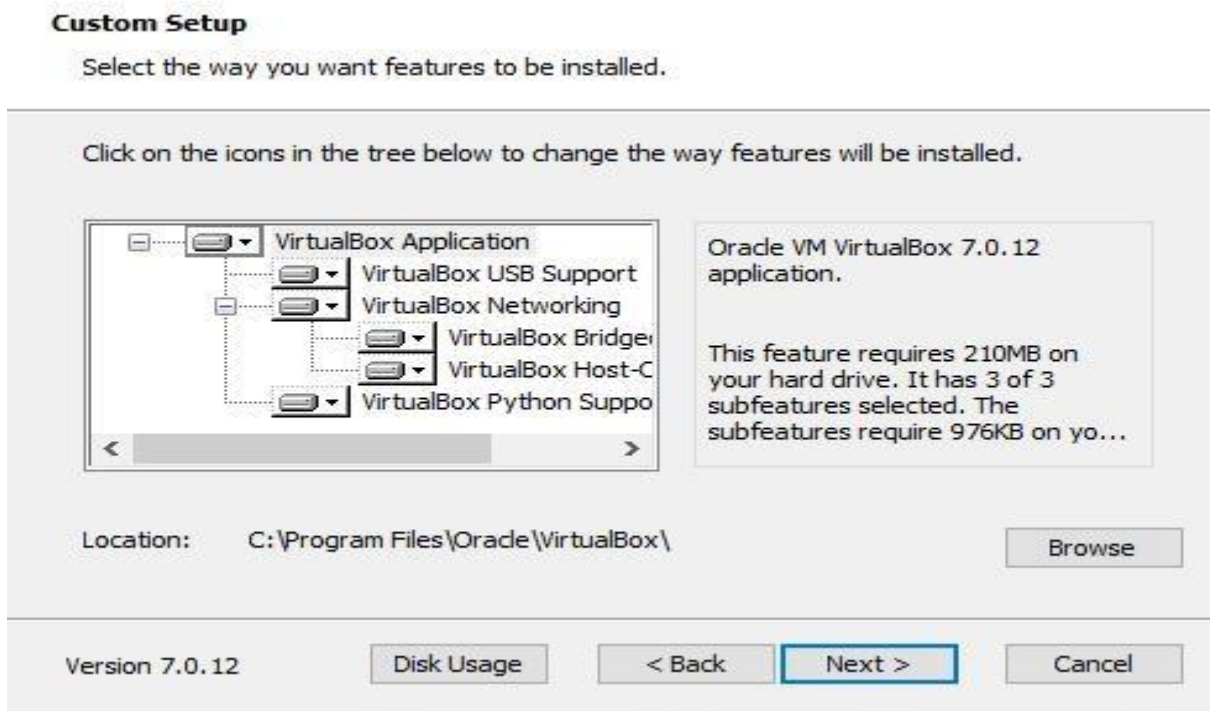 Custom Setup
Select the way you want features to be installed.
Click on the icons in the tree below to change the way features will be installed.
VirtualBox Application
VirtualBox USB Support
VirtualBox Networking
VirtualBox Bridge
VirtualBox Host-C
VirtualBox Python Suppo
Oracle VM VirtualBox 7.0.12
application.
This feature requires 210MB on
your hard drive. It has 3 of 3
subfeatures selected. The
subfeatures require 976KB on yo...
Location: C:\Program Files\Oracle\VirtualBox\
Browse
Version 7.0.12
Disk Usage
< Back
Next >
Cancel